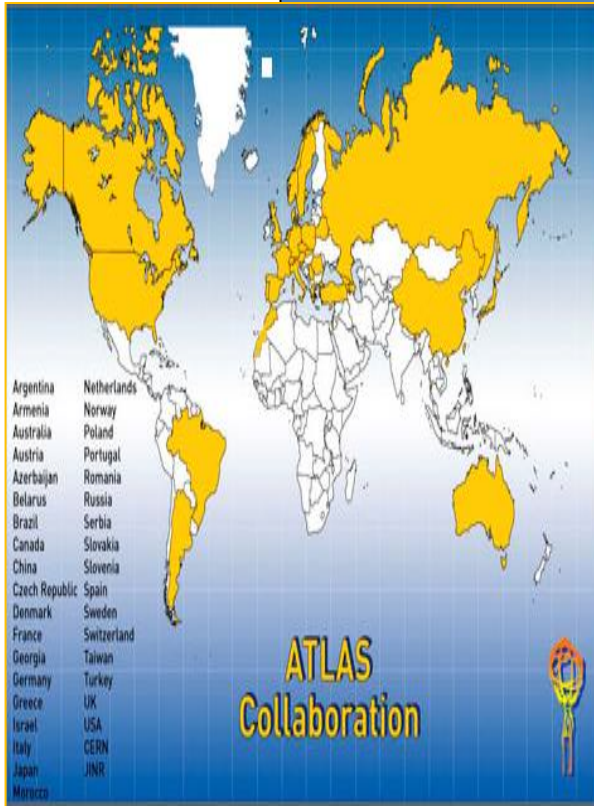 Argentina
Armenia
Australia
Austria
Azerbaijan
Belarus
Brazil
Canada
China
Czech Republic
Denmark
France
Georgia
Germany
Greece
Israel
Italy
Japan
Morocco
Netherlands
Norway
Poland
Portugal
Romania
Russia
Serbia
Slovakia
Slovenia
Spain
Sweden
Switzerland
Taiwan
Turkey
UK
USA
CERN
JINR
ATLAS
Collaboration